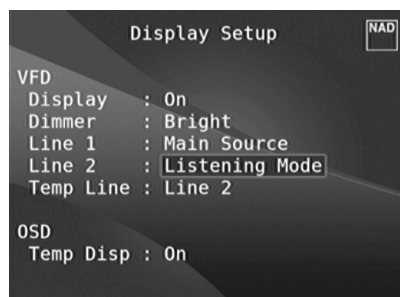 Display Setup
NAD
VFD
Display : On
Dimmer : Bright
Line 1 : Main Source
Line 2 : Listening Mode
Temp Line : Line 2
OSD
Temp Disp : On